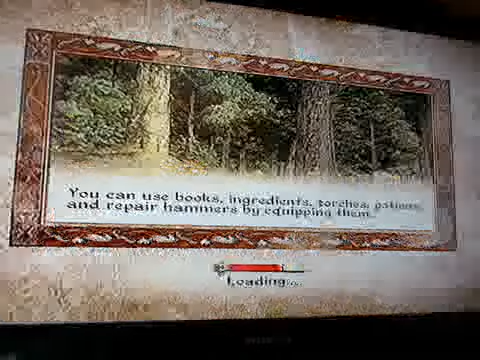 You can use books, ingredients, torches, potions,
and repair hammers by equipping them.
Loading...